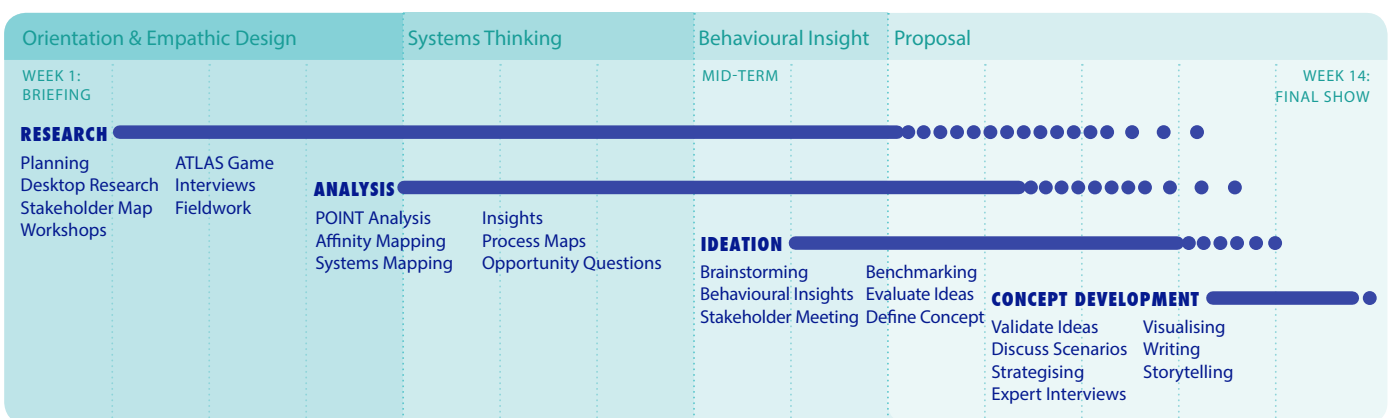 Orientation & Empathic Design
Systems Thinking
Behavioural Insight
Proposal
WEEK 1:
BRIEFING
MID-TERM
WEEK 14:
FINAL SHOW
RESEARCH
Planning
Desktop Research
Stakeholder Map
Workshops
ATLAS Game
Interviews
Fieldwork
ANALYSIS
POINT Analysis
Affinity Mapping
Systems Mapping
Insights
Process Maps
Opportunity Questions
IDEATION
Brainstorming
Behavioural Insights
Stakeholder Meeting
Benchmarking
Evaluate Ideas
Define Concept
CONCEPT DEVELOPMENT
Validate Ideas
Discuss Scenarios
Strategising
Expert Interviews
Visualising
Writing
Storytelling